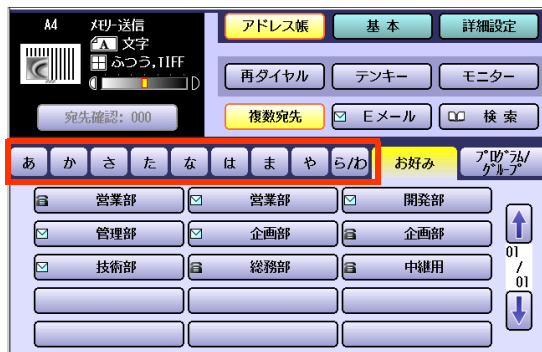 A4 ﾒﾓﾘｰ送信
A 文字
ふつう,TIFF
D
宛先確認: 000
アドレス帳 基本 詳細設定
再ダイヤル テンキー モニター
複数宛先 Eメール 検索
あ か さ た な は ま や ら/わ お好み ﾌﾟﾛｸﾞﾗﾑ/
ｸﾞﾙｰﾌﾟ
営業部 営業部 開発部
管理部 企画部 企画部
技術部 総務部 中継用
01
/
01